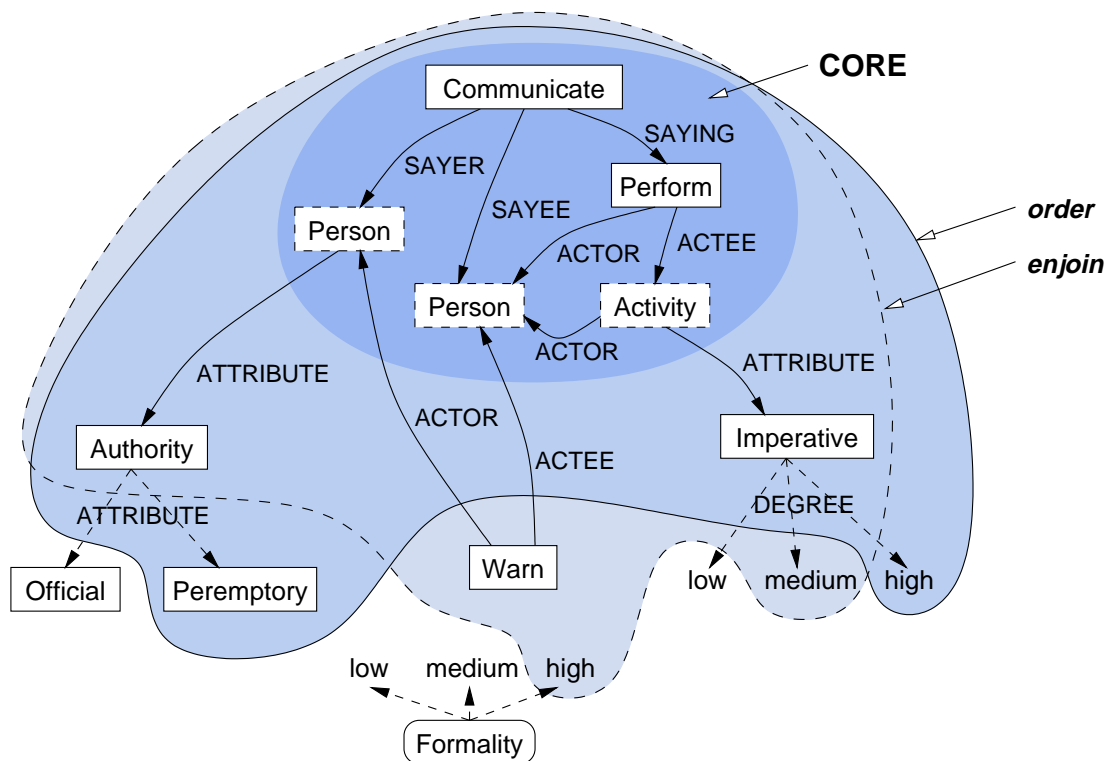 CORE
Communicate
SAYING
SAYER
Perform
SAYEE
order
Person
ACTOR
ACTEE
enjoin
Person
Activity
ACTOR
ATTRIBUTE
ATTRIBUTE
ACTOR
Authority
Imperative
ACTEE
ATTRIBUTE
DEGREE
Official
Peremptory
Warn
low
medium
high
low
medium
high
Formality